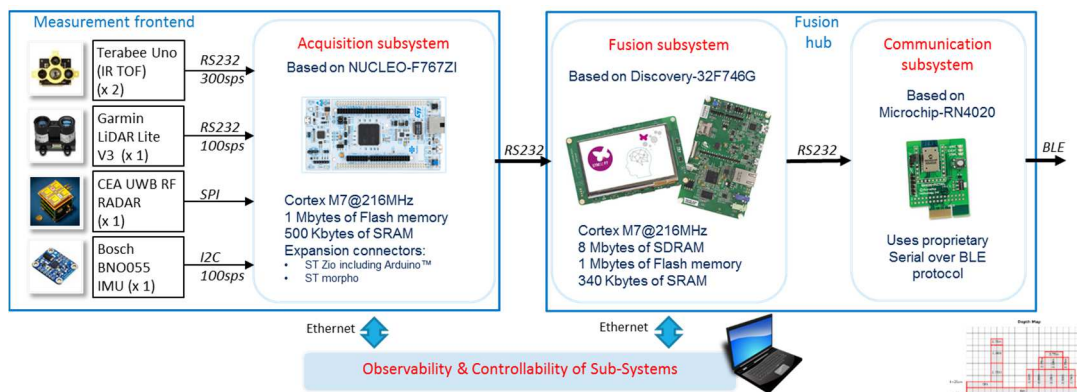 Measurement frontend
Terabee Uno
(IR TOF)
(x 2)
RS232
300sps
Garmin
LiDAR Lite
V3 (x 1)
RS232
100sps
CEA UWB RF
RADAR
(x 1)
SPI
Bosch
BNO055
IMU (x 1)
I2C
100sps
Acquisition subsystem
Based on NUCLEO-F767ZI
Cortex M7@216MHz
1 Mbytes of Flash memory
500 Kbytes of SRAM
Expansion connectors:
• ST Zio including Arduino™
• ST morpho
RS232
Fusion
hub
Fusion subsystem
Based on Discovery-32F746G
Cortex M7@216MHz
8 Mbytes of SDRAM
1 Mbytes of Flash memory
340 Kbytes of SRAM
RS232
Communication
subsystem
Based on
Microchip-RN4020
Uses proprietary
Serial over BLE
protocol
BLE
Ethernet
Ethernet
Observability & Controllability of Sub-Systems
Depth Map